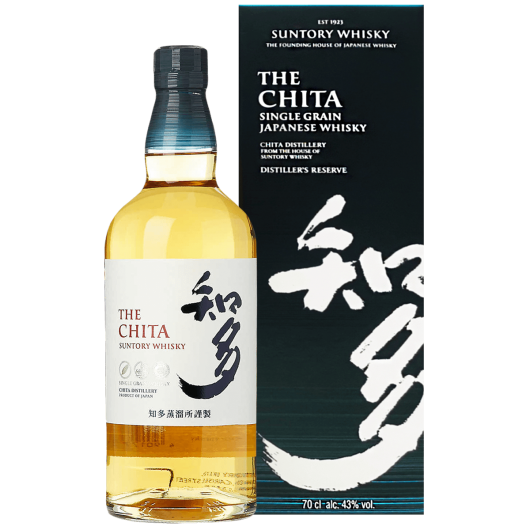 EST 1923
SUNTORY WHISKY
THE FOUNDING HOUSE OF JAPANESE WHISKY
THE
CHITA
SINGLE GRAIN
JAPANESE WHISKY
CHITA DISTILLERY
FROM THE HOUSE OF
SUNTORY WHISKY
DISTILLER'S RESERVE
知多
70 cl · alc. 43% vol.
THE
CHITA
SUNTORY WHISKY
知多
SINGLE GRAIN
CHITA DISTILLERY
PRODUCT OF JAPAN
知多蒸溜所謹製